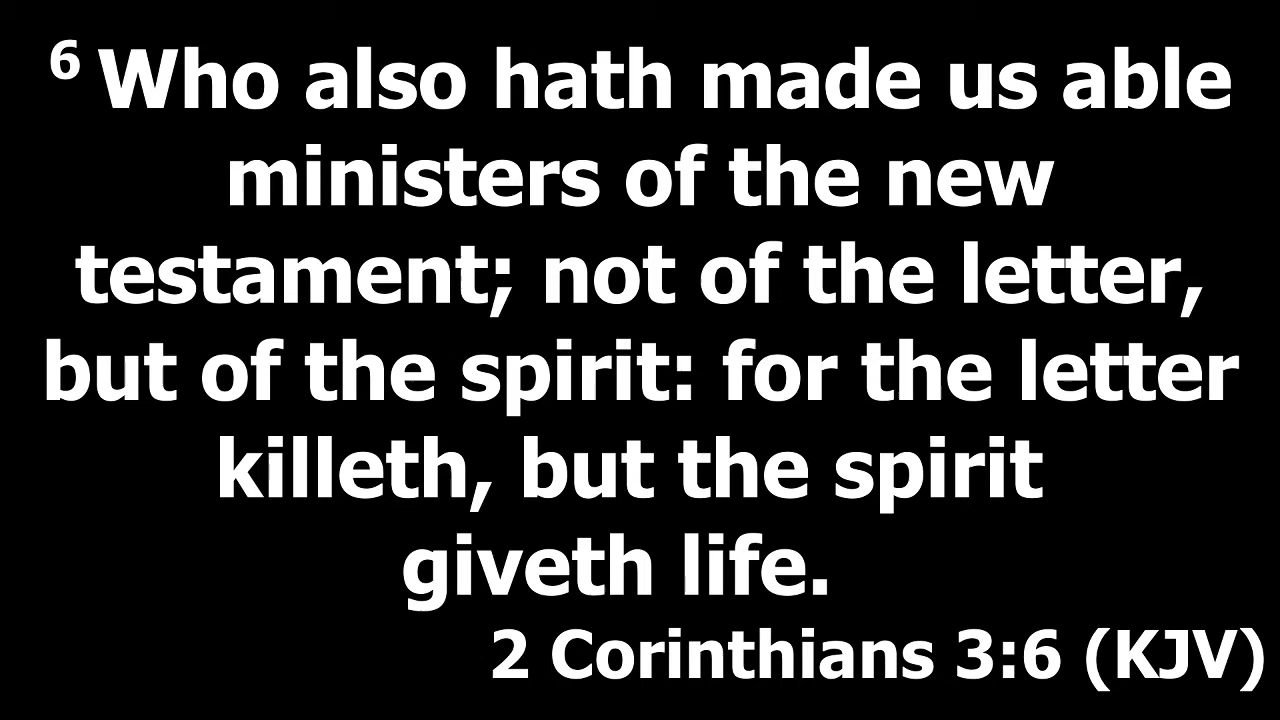 6 Who also hath made us able
ministers of the new
testament; not of the letter,
but of the spirit: for the letter
killeth, but the spirit
giveth life.
2 Corinthians 3:6 (KJV)